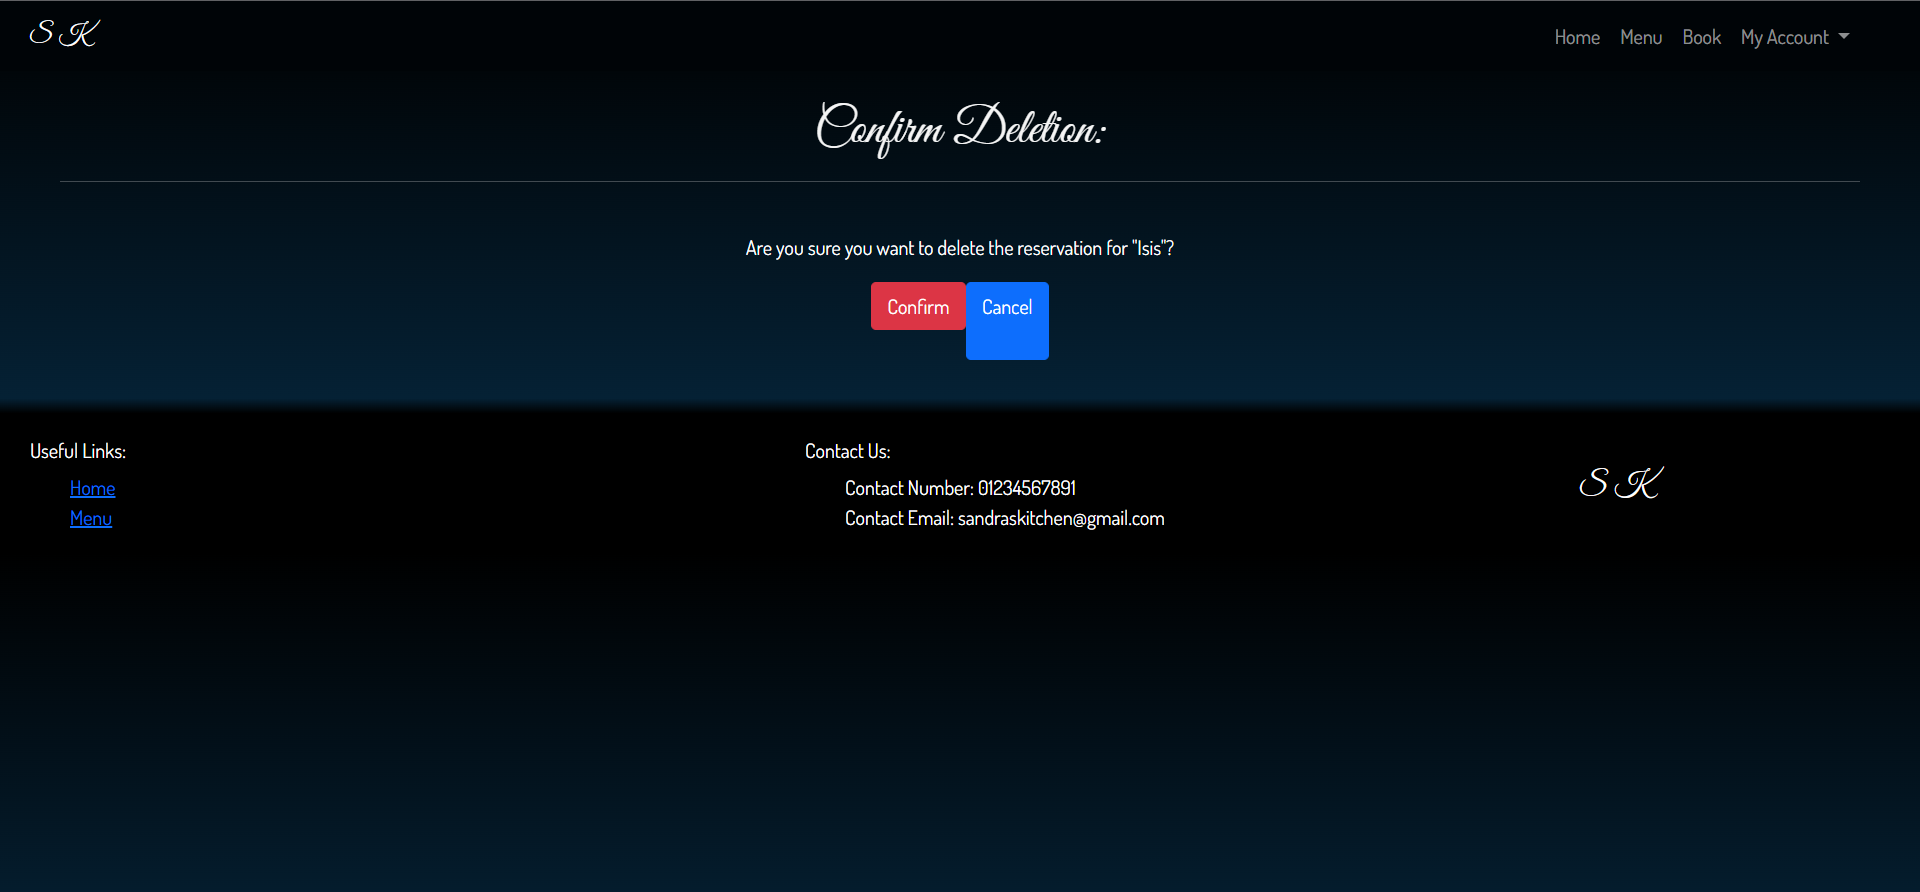 S K
Home Menu Book My Account
Confirm Deletion:
Are you sure you want to delete the reservation for "Isis"?
Confirm Cancel
Useful Links:
Home
Menu
Contact Us:
Contact Number: 01234567891
Contact Email: sandraskitchen@gmail.com
S K